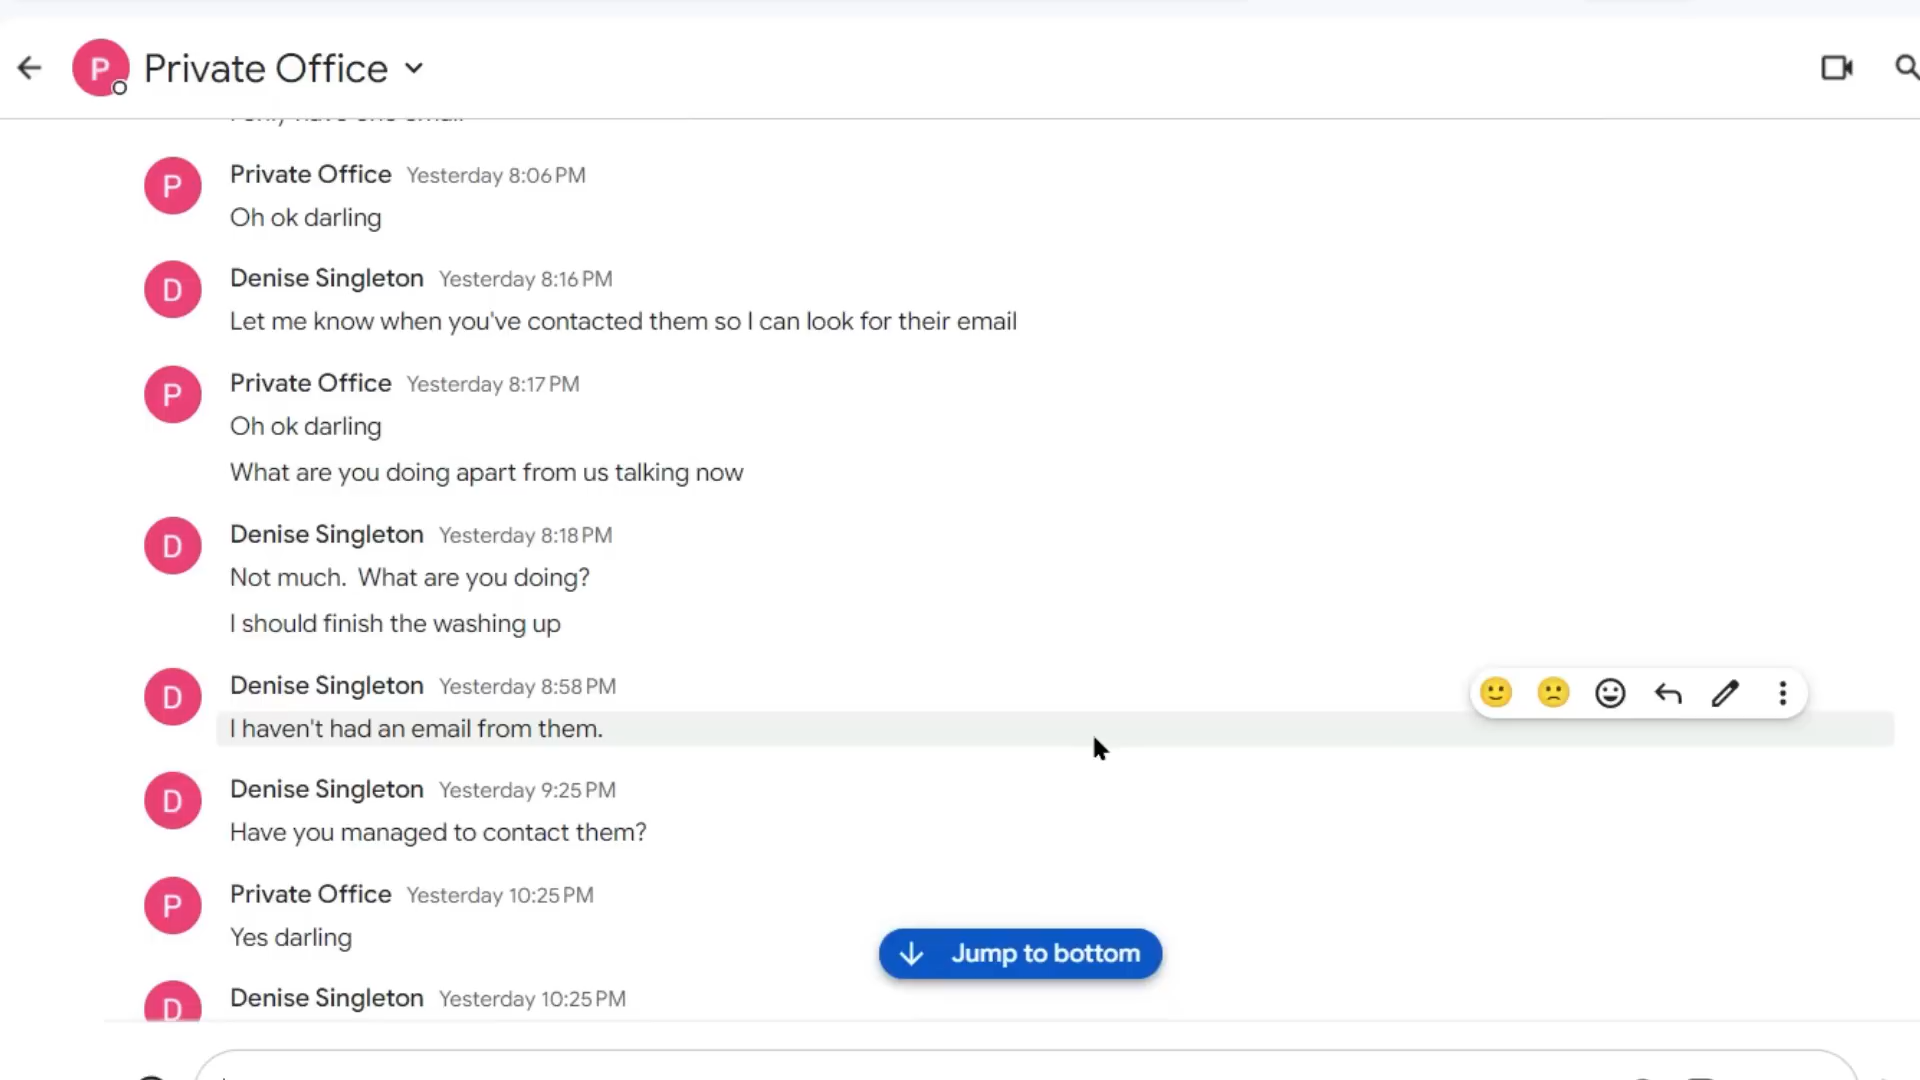 P Private Office
P Private Office Yesterday 8:06 PM
Oh ok darling
D Denise Singleton Yesterday 8:16 PM
Let me know when you've contacted them so I can look for their email
P Private Office Yesterday 8:17 PM
Oh ok darling
What are you doing apart from us talking now
D Denise Singleton Yesterday 8:18 PM
Not much. What are you doing?
I should finish the washing up
D Denise Singleton Yesterday 8:58 PM
I haven't had an email from them.
D Denise Singleton Yesterday 9:25 PM
Have you managed to contact them?
P Private Office Yesterday 10:25 PM
Yes darling
Jump to bottom
D Denise Singleton Yesterday 10:25 PM